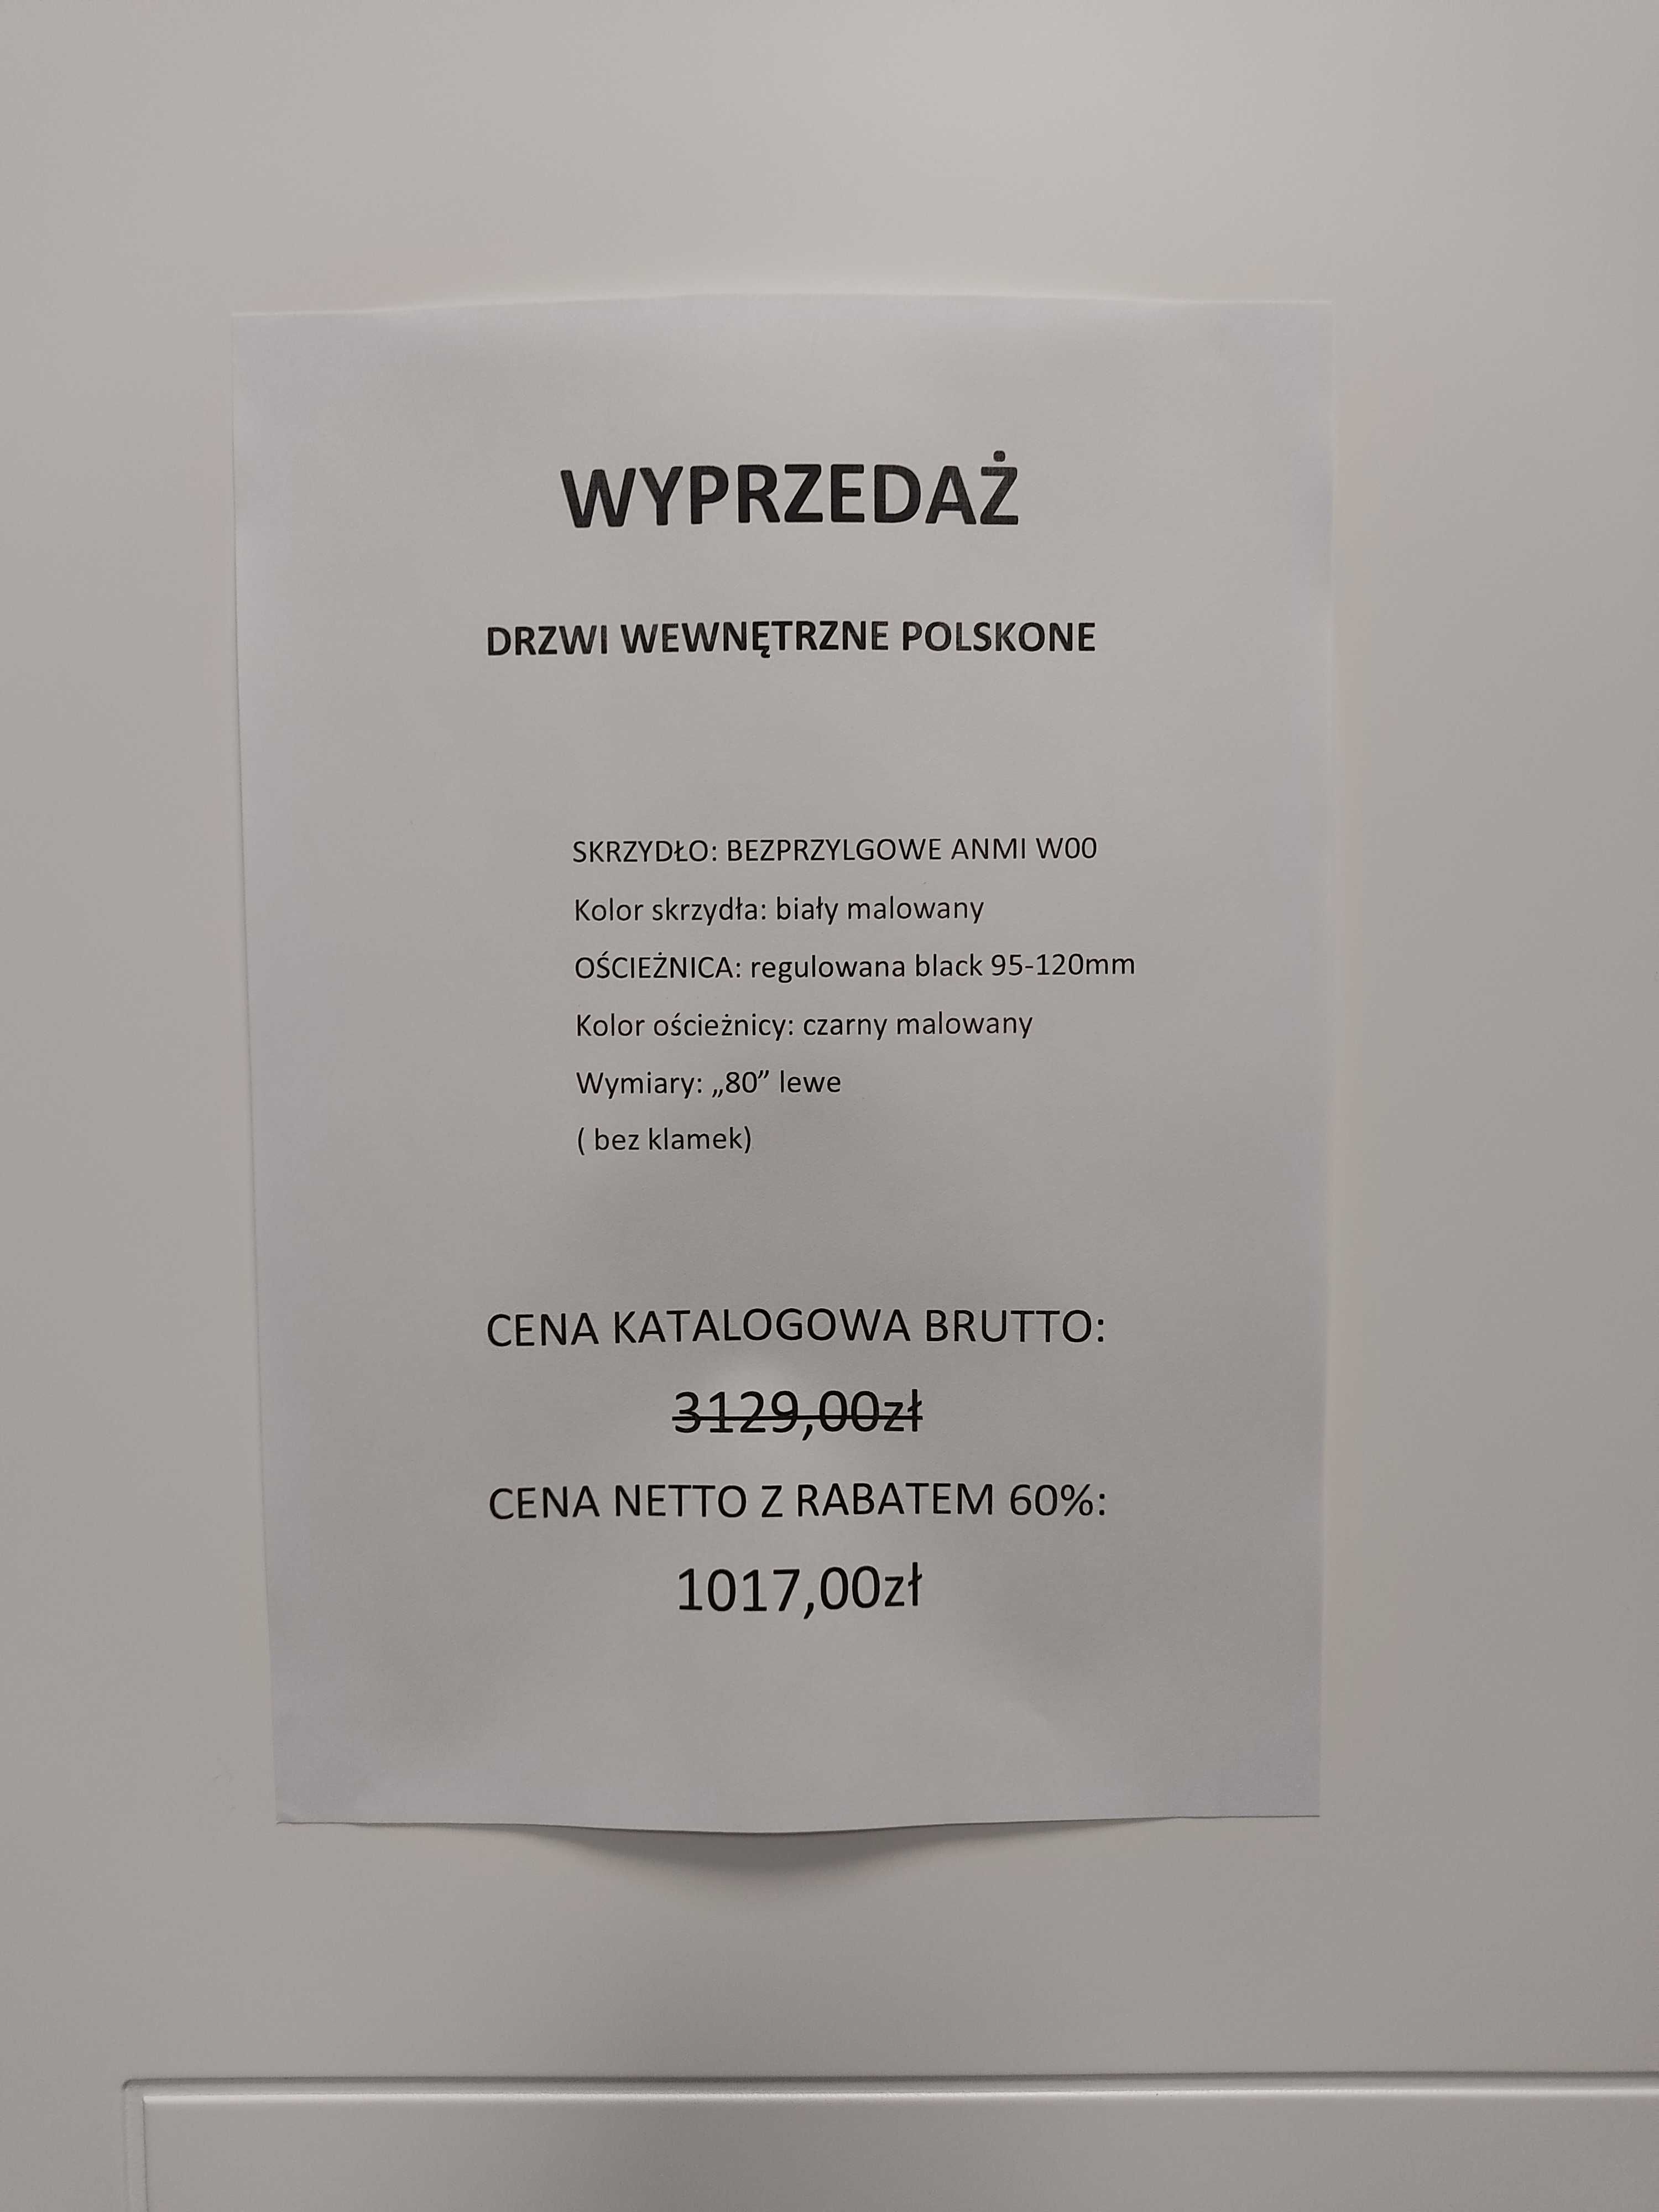 WYPRZEDAŻ
DRZWI WEWNĘTRZNE POLSKONE
SKRZYDŁO: BEZPRZYLGOWE ANMI W00
Kolor skrzydła: biały malowany
OŚCIEŻNICA: regulowana black 95-120mm
Kolor ościeżnicy: czarny malowany
Wymiary: „80” lewe
( bez klamek)
CENA KATALOGOWA BRUTTO:
3129,00zł
CENA NETTO Z RABATEM 60%:
1017,00zł